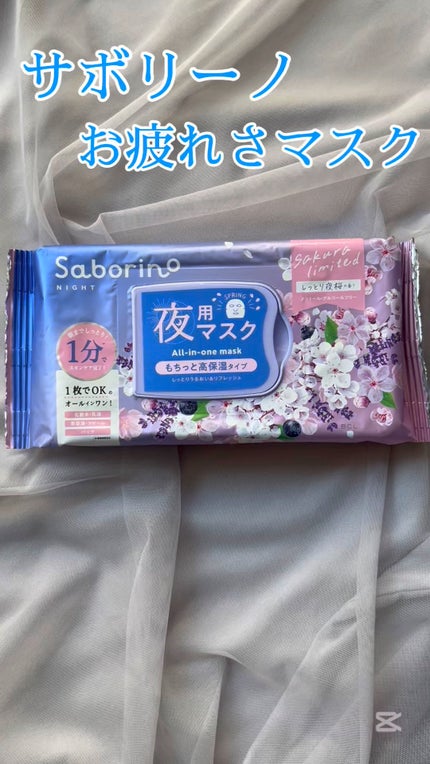 サボリーノ
お疲れさマスク
Saborino
NIGHT
SPRING
夜用マスク
All-in-one mask
もちっと高保湿タイプ
sakura
limited
しっとり夜桜の香り
1分で
1枚でOKの
オールインワン!
BCL